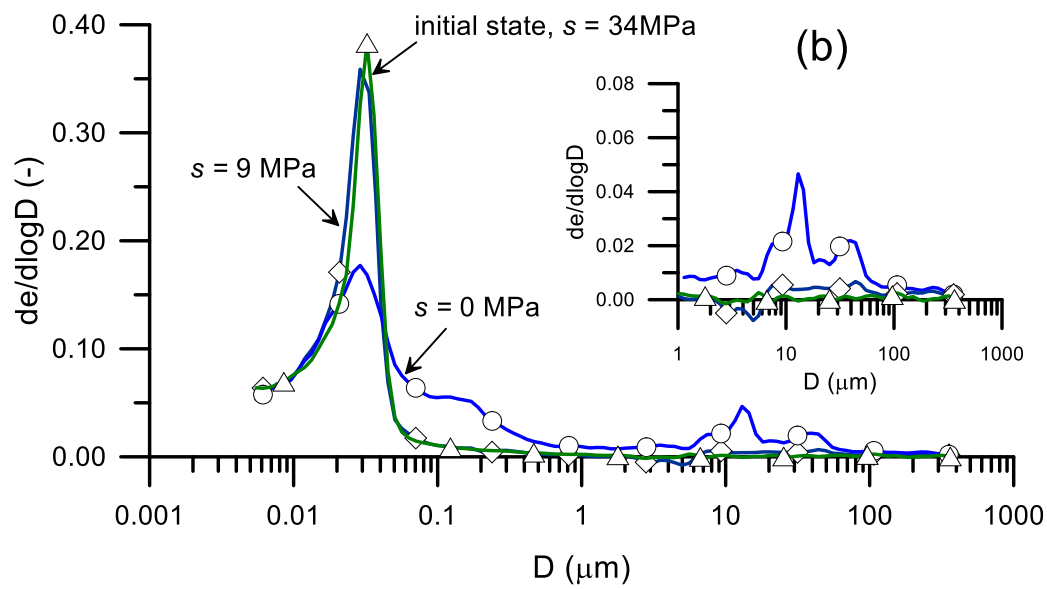 0.40
initial state, s = 34MPa
(b)
0.30
s = 9 MPa
0.20
s = 0 MPa
0.10
0.00
de/dlogD (-)
0.001 0.01 0.1 1 10 100 1000
D (μm)
0.08
0.06
0.04
0.02
0.00
de/dlogD
1 10 100 1000
D (μm)